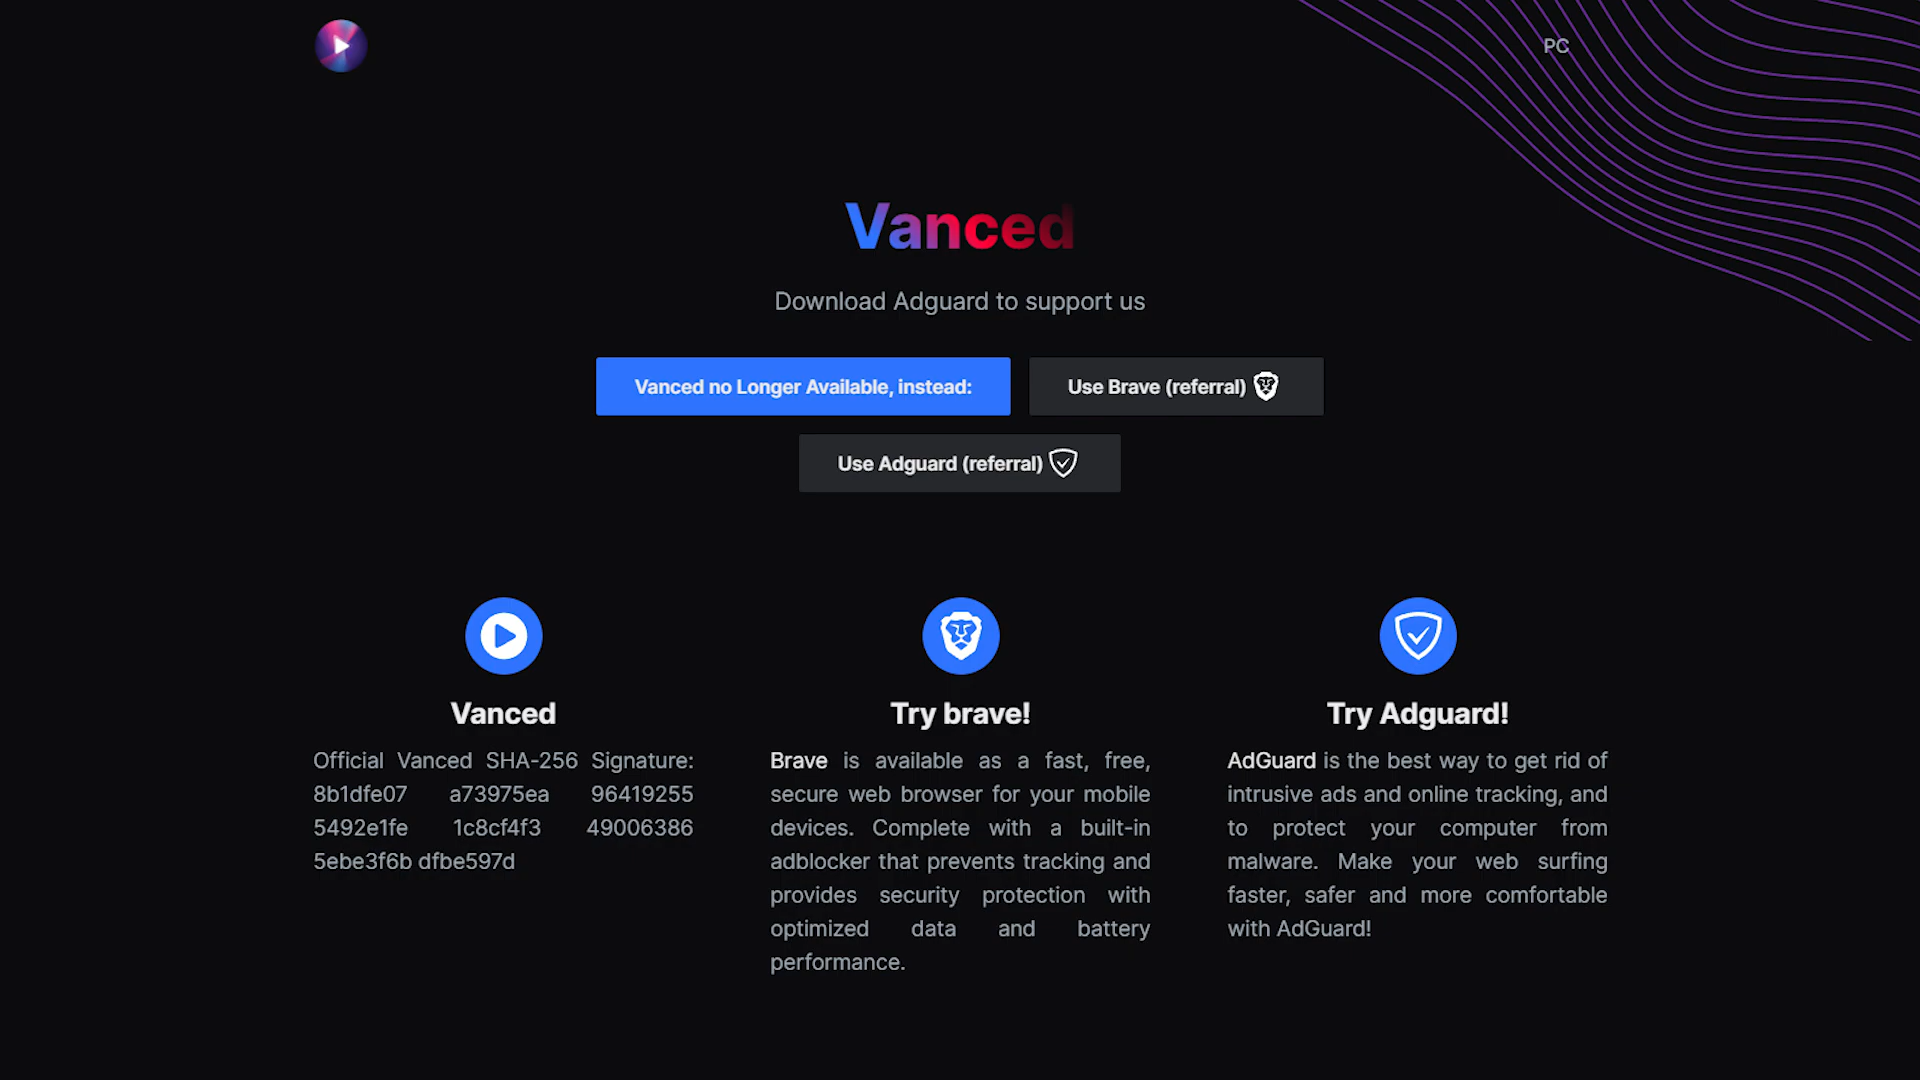 PC
Vanced
Download Adguard to support us
Vanced no Longer Available, instead:
Use Brave (referral)
Use Adguard (referral)
Vanced
Official Vanced SHA-256 Signature:
8b1dfe07 a73975ea 96419255
5492e1fe 1c8cf4f3 49006386
5ebe3f6b dfbe597d
Try brave!
Brave is available as a fast, free,
secure web browser for your mobile
devices. Complete with a built-in
adblocker that prevents tracking and
provides security protection with
optimized data and battery
performance.
Try Adguard!
AdGuard is the best way to get rid of
intrusive ads and online tracking, and
to protect your computer from
malware. Make your web surfing
faster, safer and more comfortable
with AdGuard!